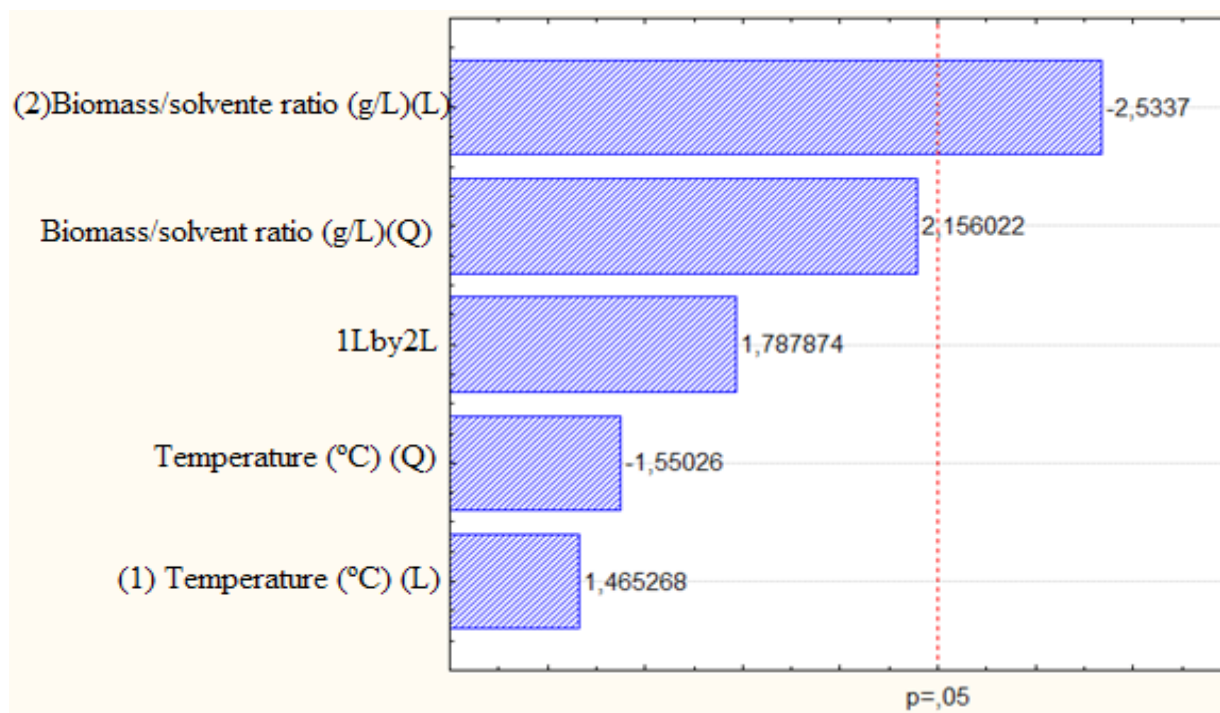 (2)Biomass/solvente ratio (g/L)(L)
-2,5337
Biomass/solvent ratio (g/L)(Q)
2,156022
1Lby2L
1,787874
Temperature (ºC) (Q)
-1,55026
(1) Temperature (ºC) (L)
1,465268
p=,05